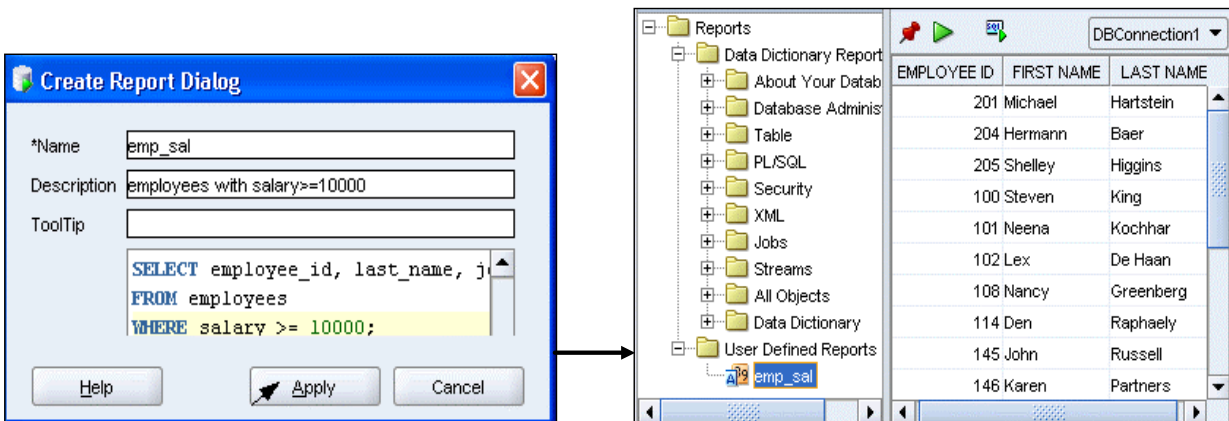 Create Report Dialog
*Name emp_sal
Description employees with salary>=10000
ToolTip
SELECT employee_id, last_name, j
FROM employees
WHERE salary >= 10000;
Help Apply Cancel
Reports
Data Dictionary Report
About Your Datab
Database Adminis
Table
PL/SQL
Security
XML
Jobs
Streams
All Objects
Data Dictionary
User Defined Reports
emp_sal
SQL DBConnection1
EMPLOYEE ID FIRST NAME LAST NAME
201 Michael Hartstein
204 Hermann Baer
205 Shelley Higgins
100 Steven King
101 Neena Kochhar
102 Lex De Haan
108 Nancy Greenberg
114 Den Raphaely
145 John Russell
146 Karen Partners